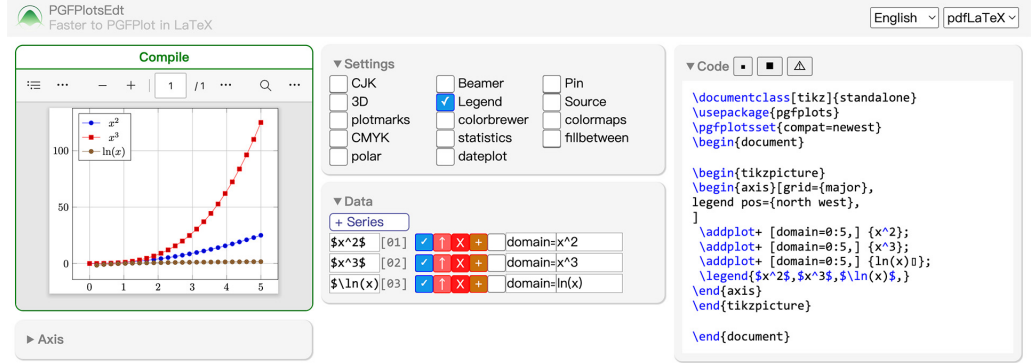 PGFPlotsEdt
Faster to PGFPlot in LaTeX
English
pdfLaTeX
Compile
1 /1
x²
x³
ln(x)
100
50
0
0 1 2 3 4 5
▶ Axis
▼ Settings
CJK Beamer Pin
3D Legend Source
plotmarks colorbrewer colormaps
CMYK statistics fillbetween
polar dateplot
▼ Data
+ Series
$x^2$ [01] ✓ ↑ X + domain= x^2
$x^3$ [02] ✓ ↑ X + domain= x^3
$\ln(x) [03] ✓ ↑ X + domain= ln(x)
▼ Code
\documentclass[tikz]{standalone}
\usepackage{pgfplots}
\pgfplotsset{compat=newest}
\begin{document}
\begin{tikzpicture}
\begin{axis}[grid={major},
legend pos={north west},
]
\addplot+ [domain=0:5,] {x^2};
\addplot+ [domain=0:5,] {x^3};
\addplot+ [domain=0:5,] {ln(x)▯};
\legend{$x^2$,$x^3$,$\ln(x)$,}
\end{axis}
\end{tikzpicture}
\end{document}